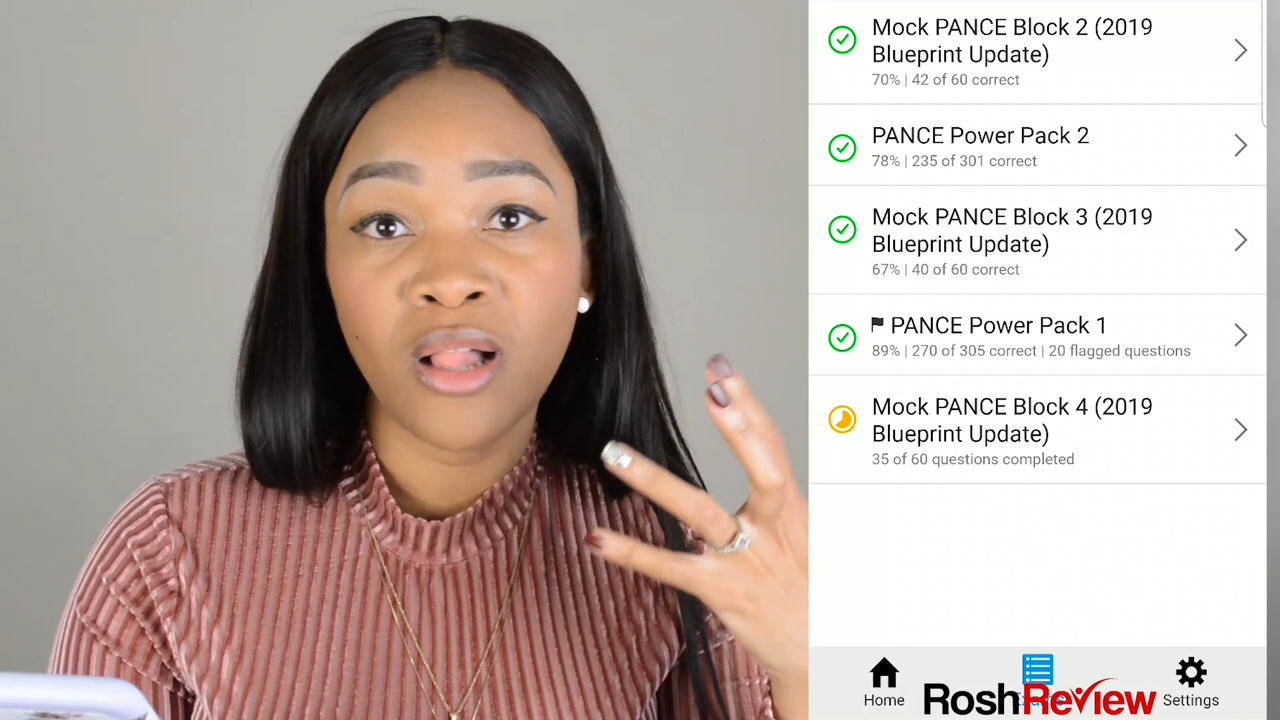 Mock PANCE Block 2 (2019
Blueprint Update)
70% | 42 of 60 correct
PANCE Power Pack 2
78% | 235 of 301 correct
Mock PANCE Block 3 (2019
Blueprint Update)
67% | 40 of 60 correct
PANCE Power Pack 1
89% | 270 of 305 correct | 20 flagged questions
Mock PANCE Block 4 (2019
Blueprint Update)
35 of 60 questions completed
Home
RoshReview
Settings